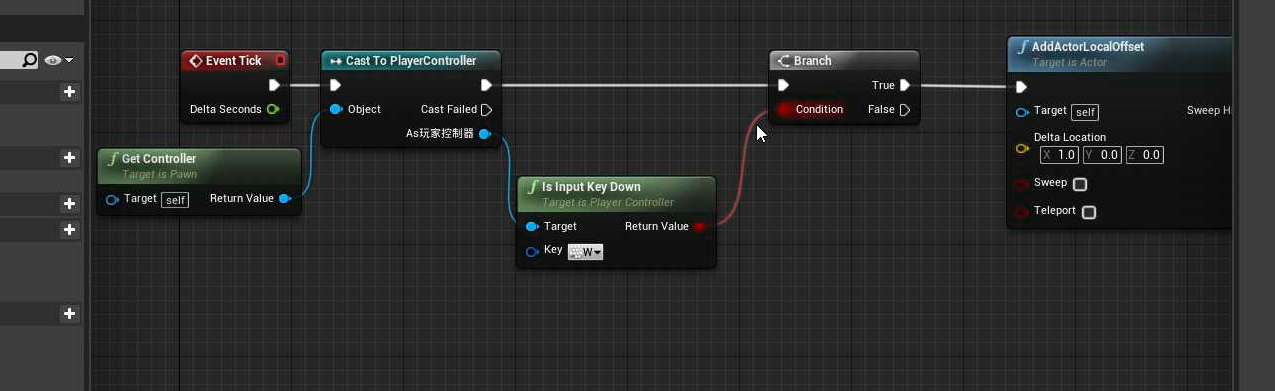 Event Tick
Delta Seconds
Cast To PlayerController
Object
Cast Failed
As玩家控制器
Get Controller
Target is Pawn
Target self
Return Value
Is Input Key Down
Target is Player Controller
Target
Return Value
Key W
Branch
True
Condition
False
AddActorLocalOffset
Target is Actor
Target self
Sweep H
Delta Location
X 1.0 Y 0.0 Z 0.0
Sweep
Teleport